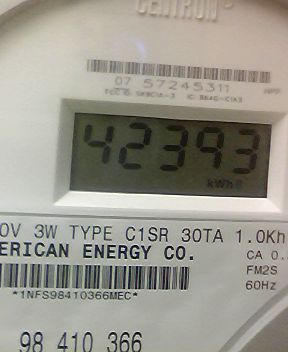 CENTRON
07 57245311
42393
kWh
0V 3W TYPE C1SR 30TA 1.0Kh
ERICAN ENERGY CO.
CA 0.
FM2S
*1NFS98410366MEC*
60Hz
98 410 366